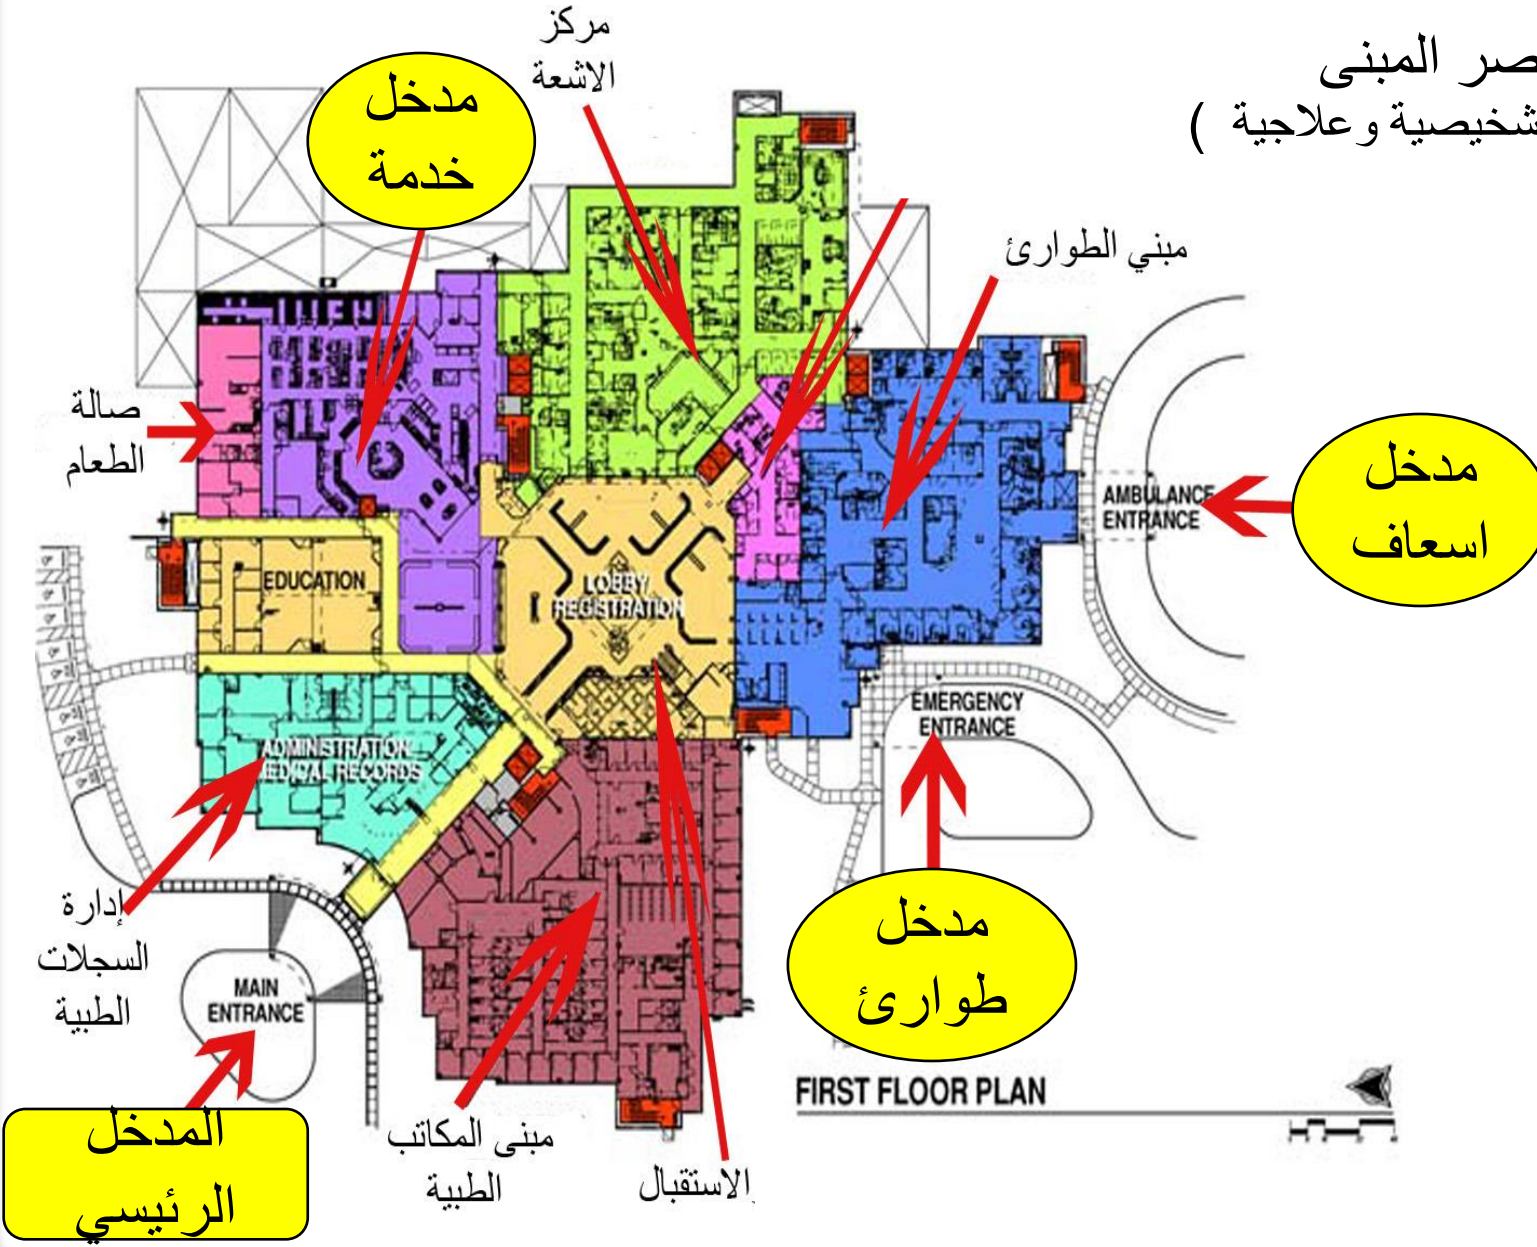 صر المبنى
شخيصية وعلاجية )
مركز
الاشعة
مدخل
خدمة
مبني الطوارئ
صالة
الطعام
مدخل
اسعاف
AMBULANCE
ENTRANCE
EDUCATION
LOBBY
REGISTRATION
EMERGENCY
ENTRANCE
ADMINISTRATION
MEDICAL RECORDS
إدارة
السجلات
الطبية
مدخل
طوارئ
MAIN
ENTRANCE
FIRST FLOOR PLAN
المدخل
الرئيسي
مبنى المكاتب
الطبية
الاستقبال